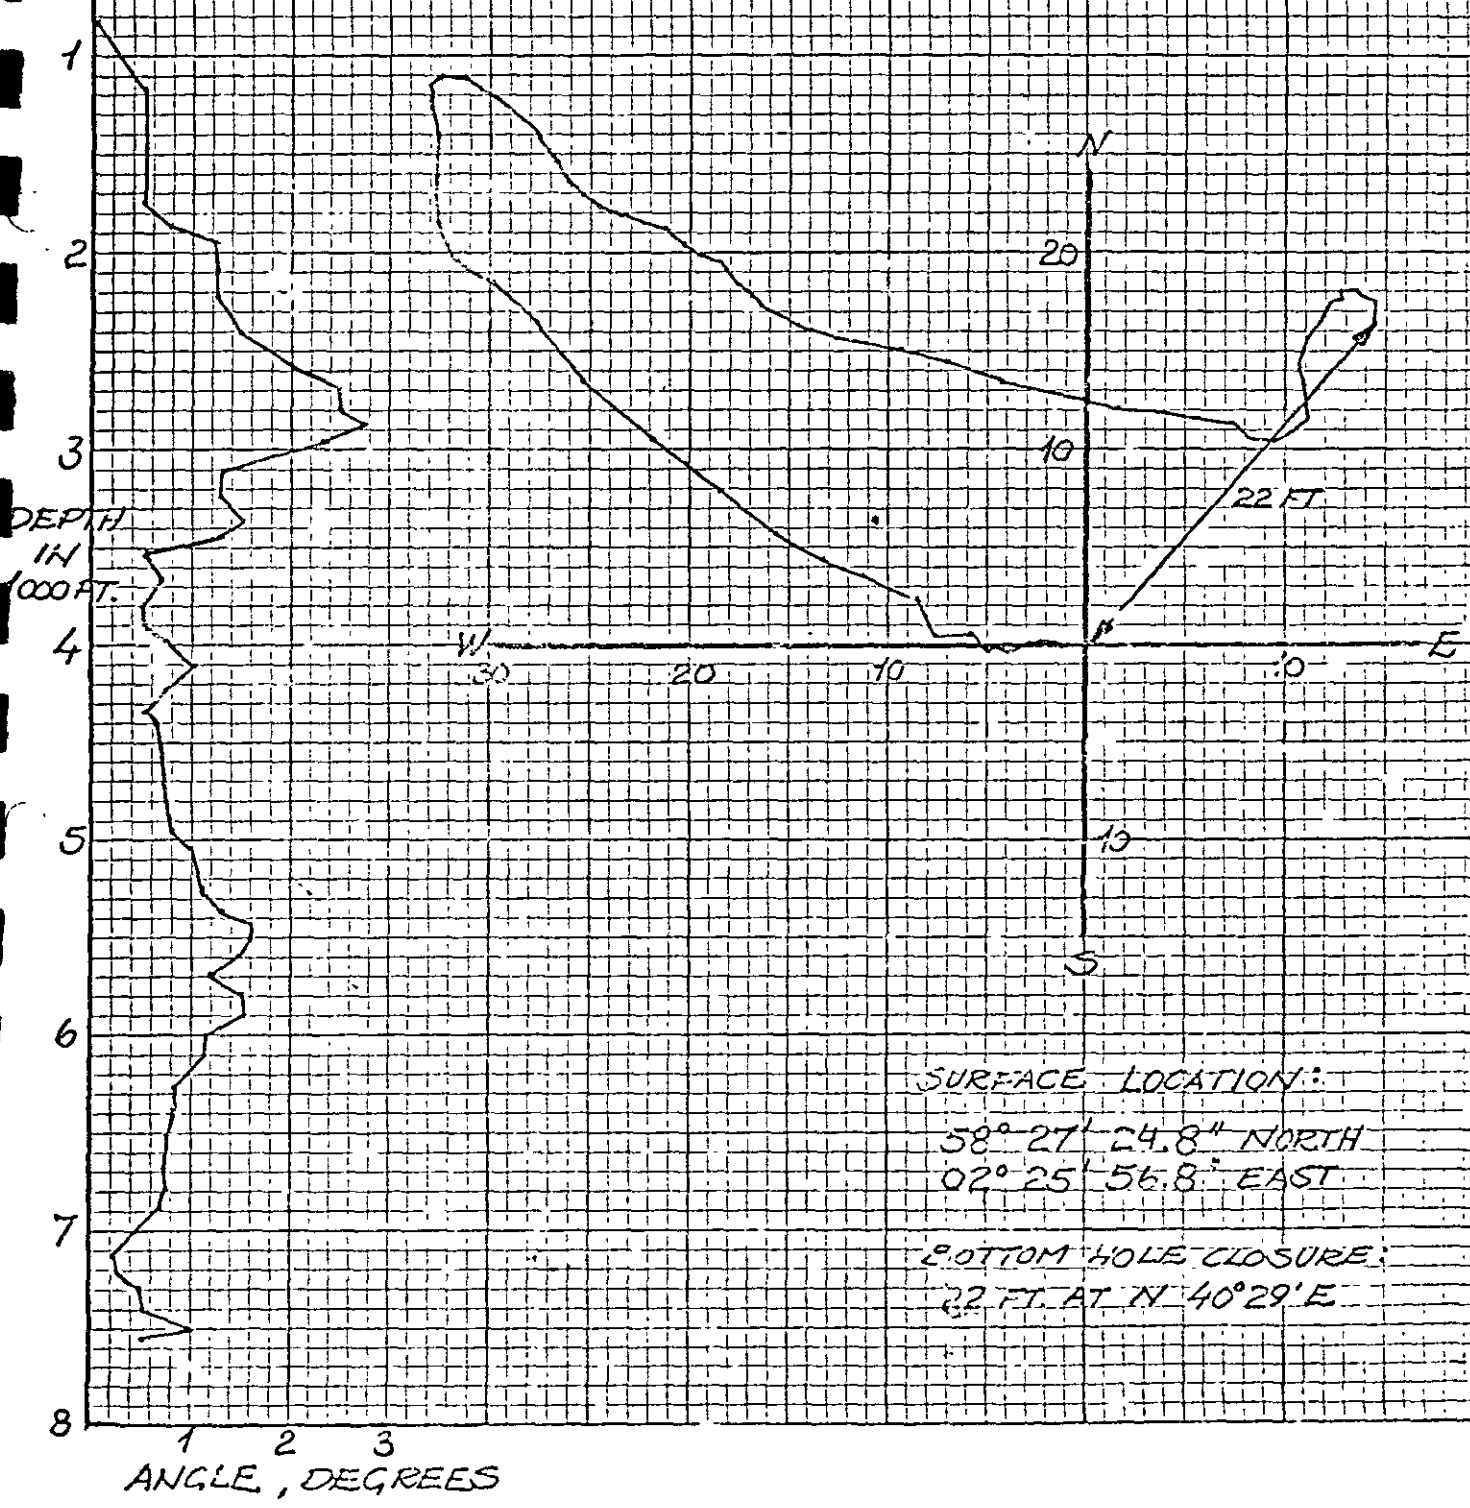 1
2
3
DEPTH
IN
1000 FT.
4
5
6
7
8
1 2 3
ANGLE, DEGREES
N
20
10
22 FT
W
E
30 20 10
10
S
SURFACE LOCATION:
58° 27' 24.8" NORTH
02° 25' 56.8" EAST
BOTTOM HOLE CLOSURE:
22 FT. AT N 40°29'E